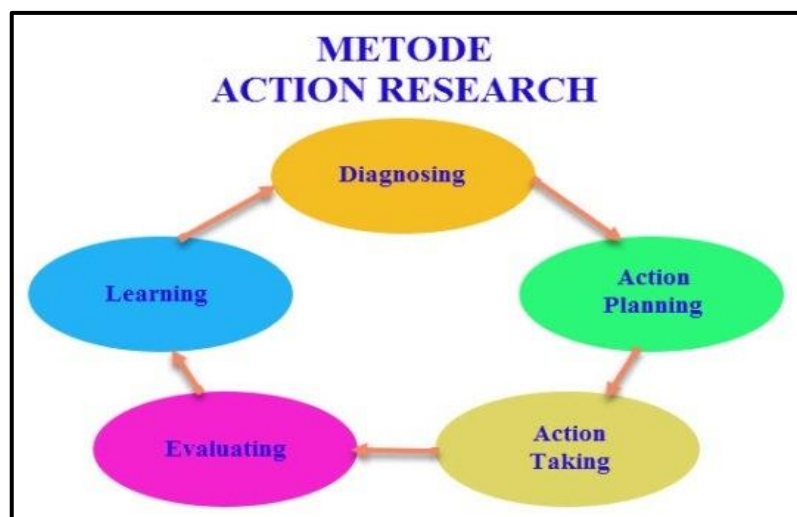 METODE
ACTION RESEARCH
Diagnosing
Action
Planning
Action
Taking
Evaluating
Learning